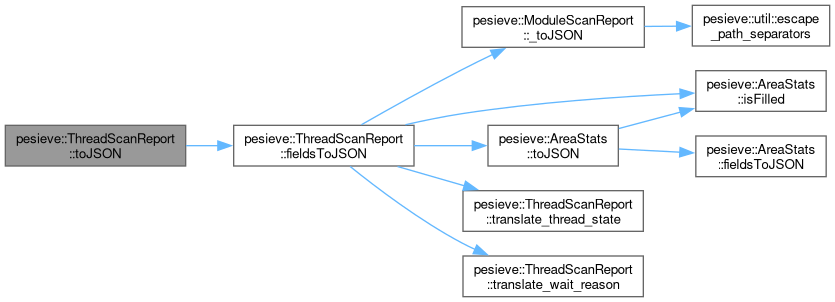 pesieve::ThreadScanReport
::toJSON
pesieve::ThreadScanReport
::fieldsToJSON
pesieve::ModuleScanReport
::_toJSON
pesieve::util::escape
_path_separators
pesieve::AreaStats
::isFilled
pesieve::AreaStats
::toJSON
pesieve::AreaStats
::fieldsToJSON
pesieve::ThreadScanReport
::translate_thread_state
pesieve::ThreadScanReport
::translate_wait_reason